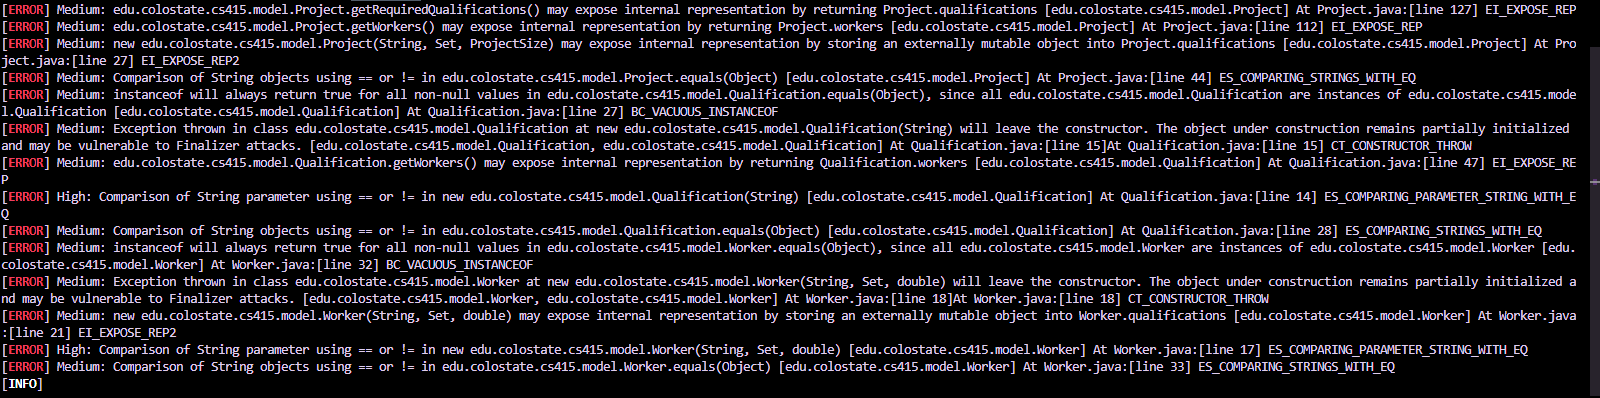 [ERROR] Medium: edu.colostate.cs415.model.Project.getRequiredQualifications() may expose internal representation by returning Project.qualifications [edu.colostate.cs415.model.Project] At Project.java:[line 127] EI_EXPOSE_REP
[ERROR] Medium: edu.colostate.cs415.model.Project.getWorkers() may expose internal representation by returning Project.workers [edu.colostate.cs415.model.Project] At Project.java:[line 112] EI_EXPOSE_REP
[ERROR] Medium: new edu.colostate.cs415.model.Project(String, Set, ProjectSize) may expose internal representation by storing an externally mutable object into Project.qualifications [edu.colostate.cs415.model.Project] At Pro
ject.java:[line 27] EI_EXPOSE_REP2
[ERROR] Medium: Comparison of String objects using == or != in edu.colostate.cs415.model.Project.equals(Object) [edu.colostate.cs415.model.Project] At Project.java:[line 44] ES_COMPARING_STRINGS_WITH_EQ
[ERROR] Medium: instanceof will always return true for all non-null values in edu.colostate.cs415.model.Qualification.equals(Object), since all edu.colostate.cs415.model.Qualification are instances of edu.colostate.cs415.mode
l.Qualification [edu.colostate.cs415.model.Qualification] At Qualification.java:[line 27] BC_VACUOUS_INSTANCEOF
[ERROR] Medium: Exception thrown in class edu.colostate.cs415.model.Qualification at new edu.colostate.cs415.model.Qualification(String) will leave the constructor. The object under construction remains partially initialized
and may be vulnerable to Finalizer attacks. [edu.colostate.cs415.model.Qualification, edu.colostate.cs415.model.Qualification] At Qualification.java:[line 15]At Qualification.java:[line 15] CT_CONSTRUCTOR_THROW
[ERROR] Medium: edu.colostate.cs415.model.Qualification.getWorkers() may expose internal representation by returning Qualification.workers [edu.colostate.cs415.model.Qualification] At Qualification.java:[line 47] EI_EXPOSE_RE
P
[ERROR] High: Comparison of String parameter using == or != in new edu.colostate.cs415.model.Qualification(String) [edu.colostate.cs415.model.Qualification] At Qualification.java:[line 14] ES_COMPARING_PARAMETER_STRING_WITH_E
Q
[ERROR] Medium: Comparison of String objects using == or != in edu.colostate.cs415.model.Qualification.equals(Object) [edu.colostate.cs415.model.Qualification] At Qualification.java:[line 28] ES_COMPARING_STRINGS_WITH_EQ
[ERROR] Medium: instanceof will always return true for all non-null values in edu.colostate.cs415.model.Worker.equals(Object), since all edu.colostate.cs415.model.Worker are instances of edu.colostate.cs415.model.Worker [edu.
colostate.cs415.model.Worker] At Worker.java:[line 32] BC_VACUOUS_INSTANCEOF
[ERROR] Medium: Exception thrown in class edu.colostate.cs415.model.Worker at new edu.colostate.cs415.model.Worker(String, Set, double) will leave the constructor. The object under construction remains partially initialized a
nd may be vulnerable to Finalizer attacks. [edu.colostate.cs415.model.Worker, edu.colostate.cs415.model.Worker] At Worker.java:[line 18]At Worker.java:[line 18] CT_CONSTRUCTOR_THROW
[ERROR] Medium: new edu.colostate.cs415.model.Worker(String, Set, double) may expose internal representation by storing an externally mutable object into Worker.qualifications [edu.colostate.cs415.model.Worker] At Worker.java
:[line 21] EI_EXPOSE_REP2
[ERROR] High: Comparison of String parameter using == or != in new edu.colostate.cs415.model.Worker(String, Set, double) [edu.colostate.cs415.model.Worker] At Worker.java:[line 17] ES_COMPARING_PARAMETER_STRING_WITH_EQ
[ERROR] Medium: Comparison of String objects using == or != in edu.colostate.cs415.model.Worker.equals(Object) [edu.colostate.cs415.model.Worker] At Worker.java:[line 33] ES_COMPARING_STRINGS_WITH_EQ
[INFO]